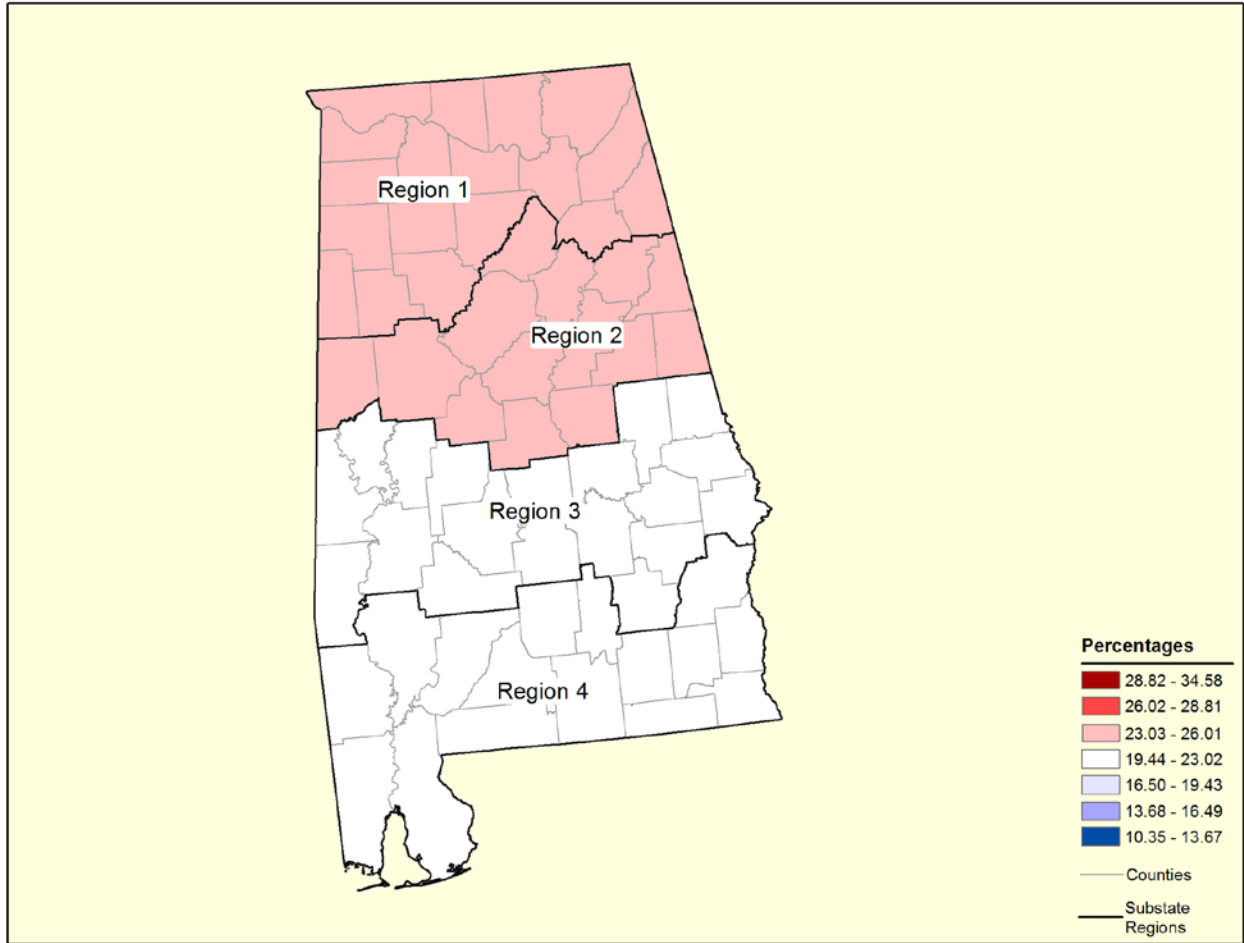 Region 1
Region 2
Region 3
Region 4
Percentages
28.82 - 34.58
26.02 - 28.81
23.03 - 26.01
19.44 - 23.02
16.50 - 19.43
13.68 - 16.49
10.35 - 13.67
Counties
Substate
Regions